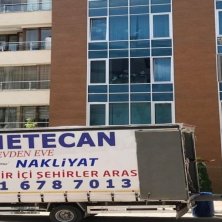 METECAN
EVDEN EVE
NAKLİYAT
İR İÇİ ŞEHİRLER ARAS
1 678 7013